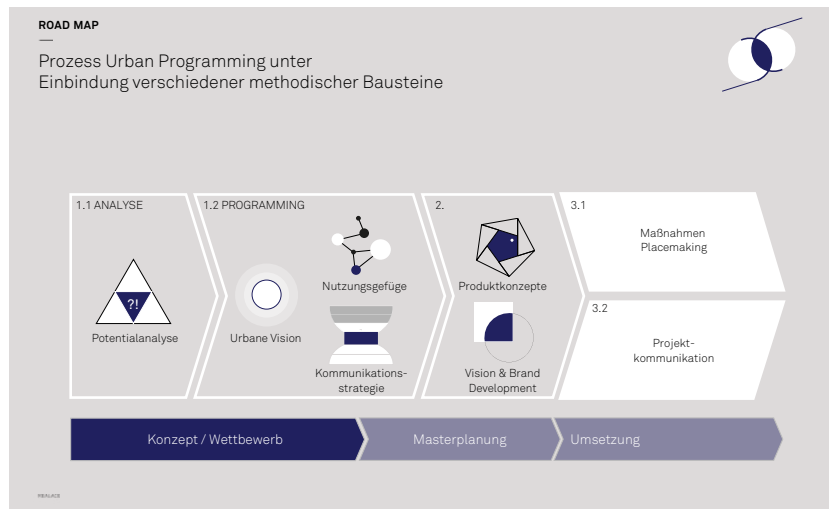 ROAD MAP
Prozess Urban Programming unter
Einbindung verschiedener methodischer Bausteine
1.1 ANALYSE
?!
Potentialanalyse
1.2 PROGRAMMING
Urbane Vision
Nutzungsgefüge
Kommunikations-
strategie
2.
Produktkonzepte
Vision & Brand
Development
3.1
Maßnahmen
Placemaking
3.2
Projekt-
kommunikation
Konzept / Wettbewerb
Masterplanung
Umsetzung